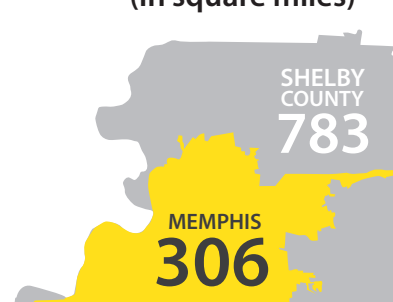 (in square miles)
SHELBY
COUNTY
783
MEMPHIS
306